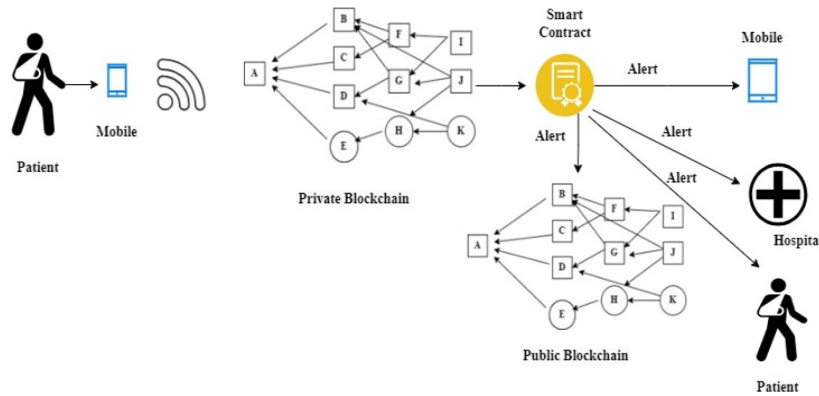 Smart
Contract
Mobile
B
F
I
A
C
G
J
D
E
H
K
Alert
Mobile
Patient
Private Blockchain
Alert
Alert
Alert
Hospita
B
F
I
A
C
G
J
D
E
H
K
Public Blockchain
Patient